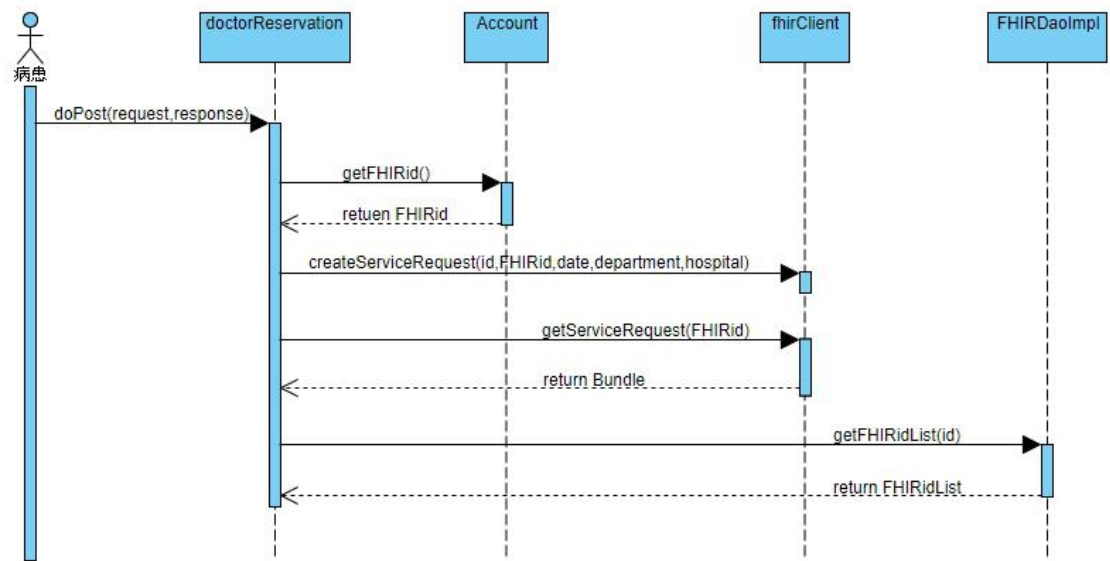 doctorReservation
Account
fhirClient
FHIRDaoImpl
病患
doPost(request,response)
getFHIRid()
retuen FHIRid
createServiceRequest(id,FHIRid,date,department,hospital)
getServiceRequest(FHIRid)
return Bundle
getFHIRidList(id)
return FHIRidList